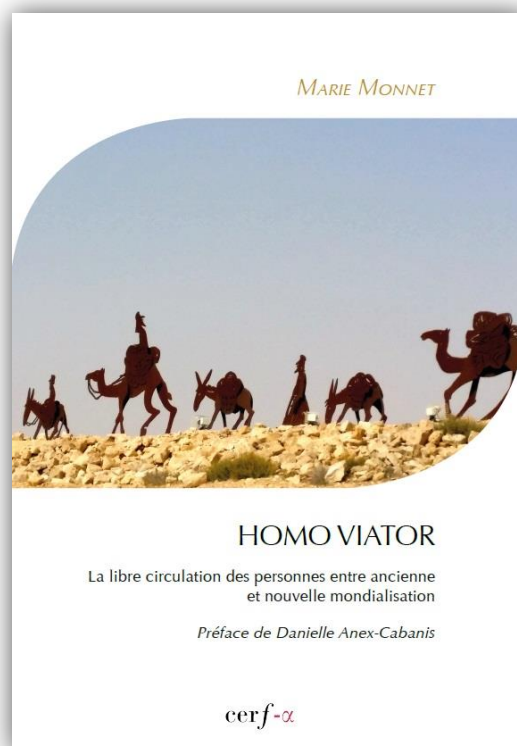 MARIE MONNET
HOMO VIATOR
La libre circulation des personnes entre ancienne
et nouvelle mondialisation
Préface de Danielle Anex-Cabanis
cerf-α